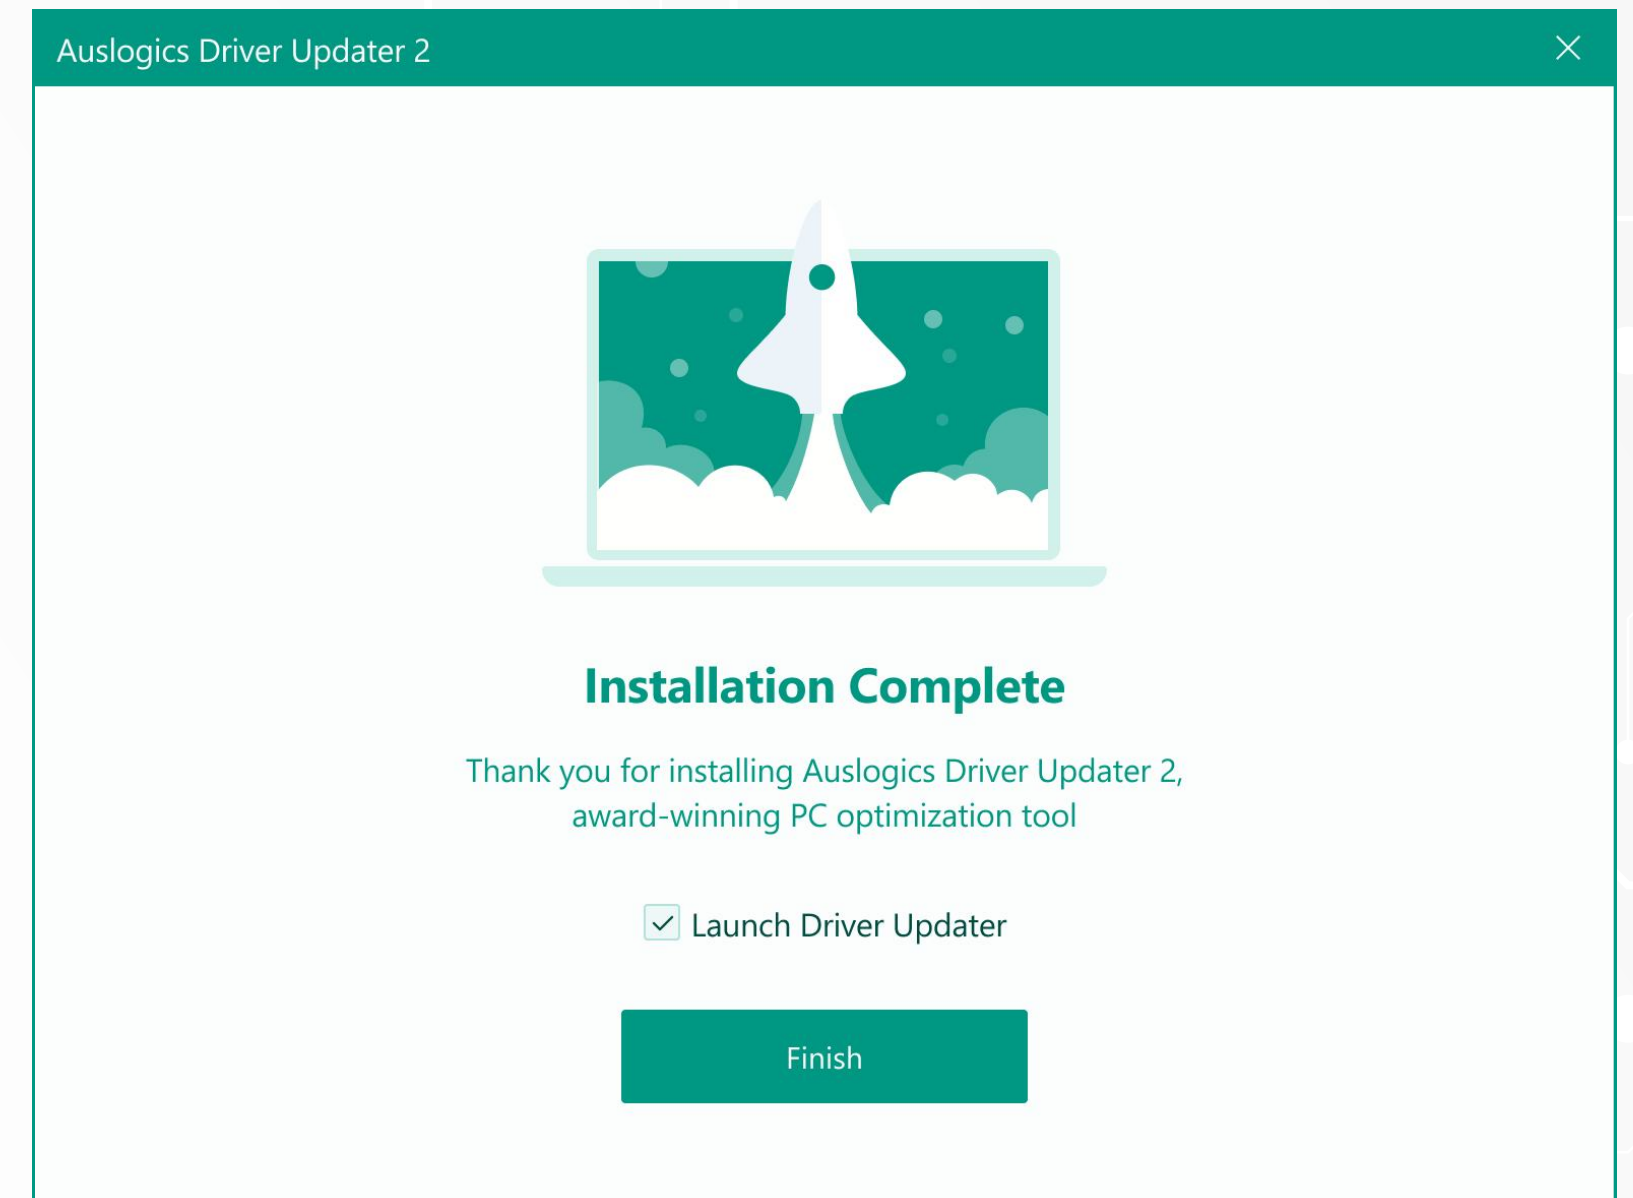 Auslogics Driver Updater 2
Installation Complete
Thank you for installing Auslogics Driver Updater 2,
award-winning PC optimization tool
Launch Driver Updater
Finish